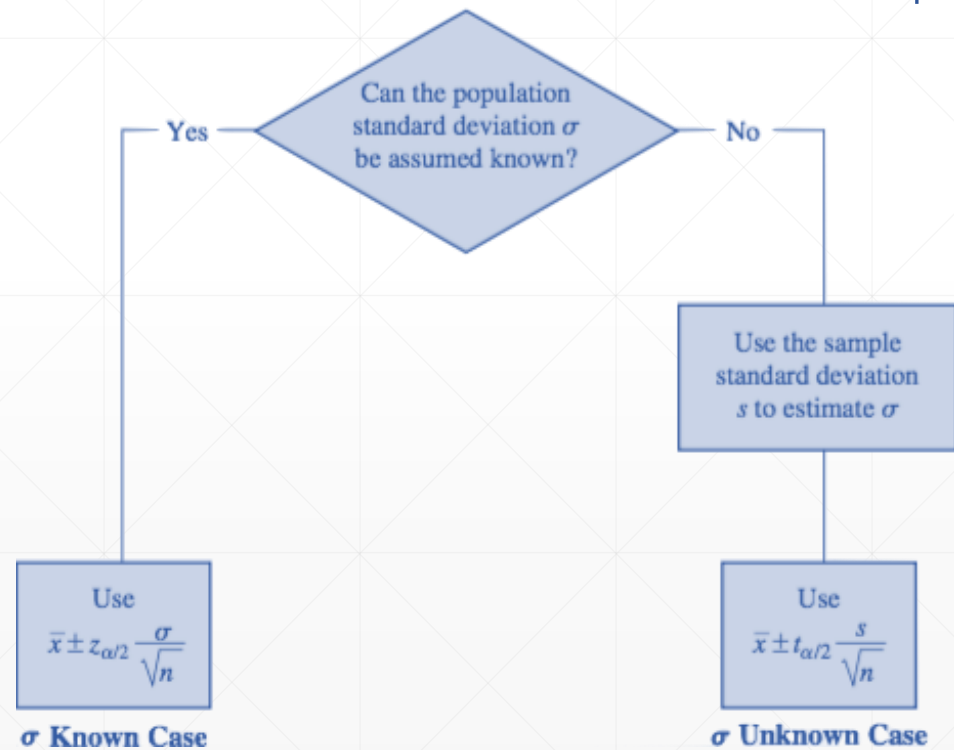 Can the population
standard deviation σ
be assumed known?
Yes
No
Use the sample
standard deviation
s to estimate σ
Use
x̄ ± z_{α/2} σ/√n
σ Known Case
Use
x̄ ± t_{α/2} s/√n
σ Unknown Case